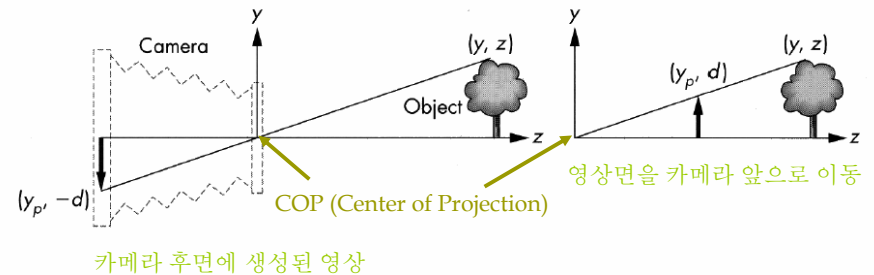 y
Camera
(y, z)
Object
z
(yp, -d)
COP (Center of Projection)
카메라 후면에 생성된 영상
y
(yp, d)
(y, z)
z
영상면을 카메라 앞으로 이동